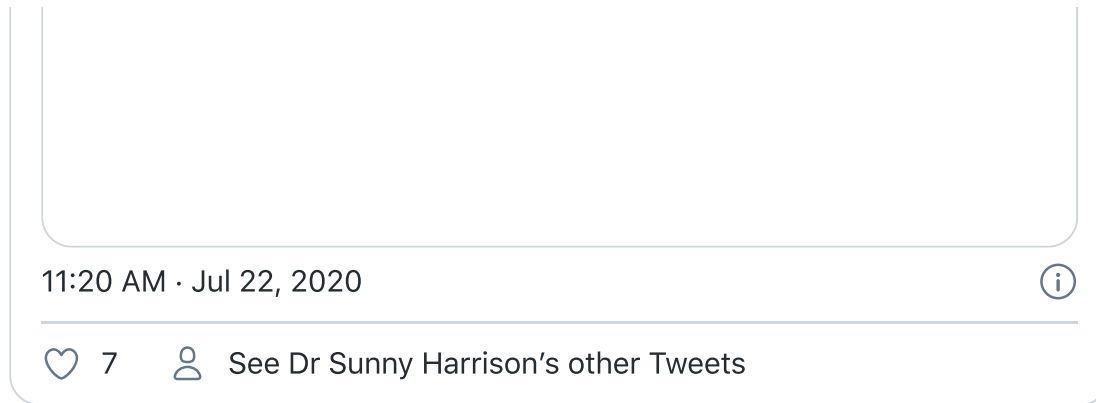 11:20 AM · Jul 22, 2020
7 See Dr Sunny Harrison’s other Tweets